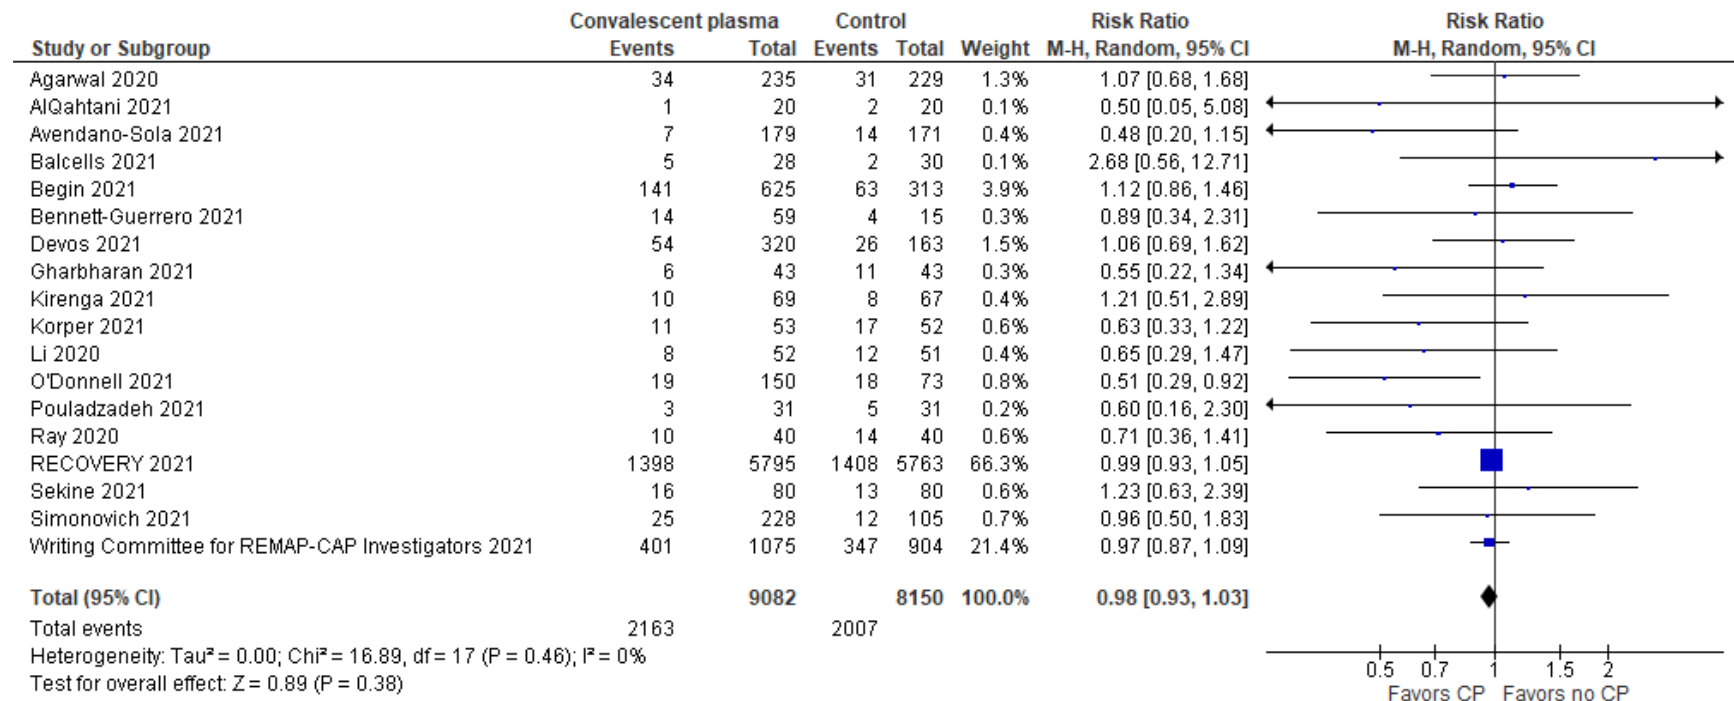 Convalescent plasma Control Risk Ratio Risk Ratio
Study or Subgroup Events Total Events Total Weight M-H, Random, 95% CI M-H, Random, 95% CI
Agarwal 2020 34 235 31 229 1.3% 1.07 [0.68, 1.68]
AlQahtani 2021 1 20 2 20 0.1% 0.50 [0.05, 5.08]
Avendano-Sola 2021 7 179 14 171 0.4% 0.48 [0.20, 1.15]
Balcells 2021 5 28 2 30 0.1% 2.68 [0.56, 12.71]
Begin 2021 141 625 63 313 3.9% 1.12 [0.86, 1.46]
Bennett-Guerrero 2021 14 59 4 15 0.3% 0.89 [0.34, 2.31]
Devos 2021 54 320 26 163 1.5% 1.06 [0.69, 1.62]
Gharbharan 2021 6 43 11 43 0.3% 0.55 [0.22, 1.34]
Kirenga 2021 10 69 8 67 0.4% 1.21 [0.51, 2.89]
Korper 2021 11 53 17 52 0.6% 0.63 [0.33, 1.22]
Li 2020 8 52 12 51 0.4% 0.65 [0.29, 1.47]
O'Donnell 2021 19 150 18 73 0.8% 0.51 [0.29, 0.92]
Pouladzadeh 2021 3 31 5 31 0.2% 0.60 [0.16, 2.30]
Ray 2020 10 40 14 40 0.6% 0.71 [0.36, 1.41]
RECOVERY 2021 1398 5795 1408 5763 66.3% 0.99 [0.93, 1.05]
Sekine 2021 16 80 13 80 0.6% 1.23 [0.63, 2.39]
Simonovich 2021 25 228 12 105 0.7% 0.96 [0.50, 1.83]
Writing Committee for REMAP-CAP Investigators 2021 401 1075 347 904 21.4% 0.97 [0.87, 1.09]
Total (95% CI) 9082 8150 100.0% 0.98 [0.93, 1.03]
Total events 2163 2007
Heterogeneity: Tau² = 0.00; Chi² = 16.89, df = 17 (P = 0.46); I² = 0%
Test for overall effect: Z = 0.89 (P = 0.38)
0.5 0.7 1 1.5 2
Favors CP Favors no CP